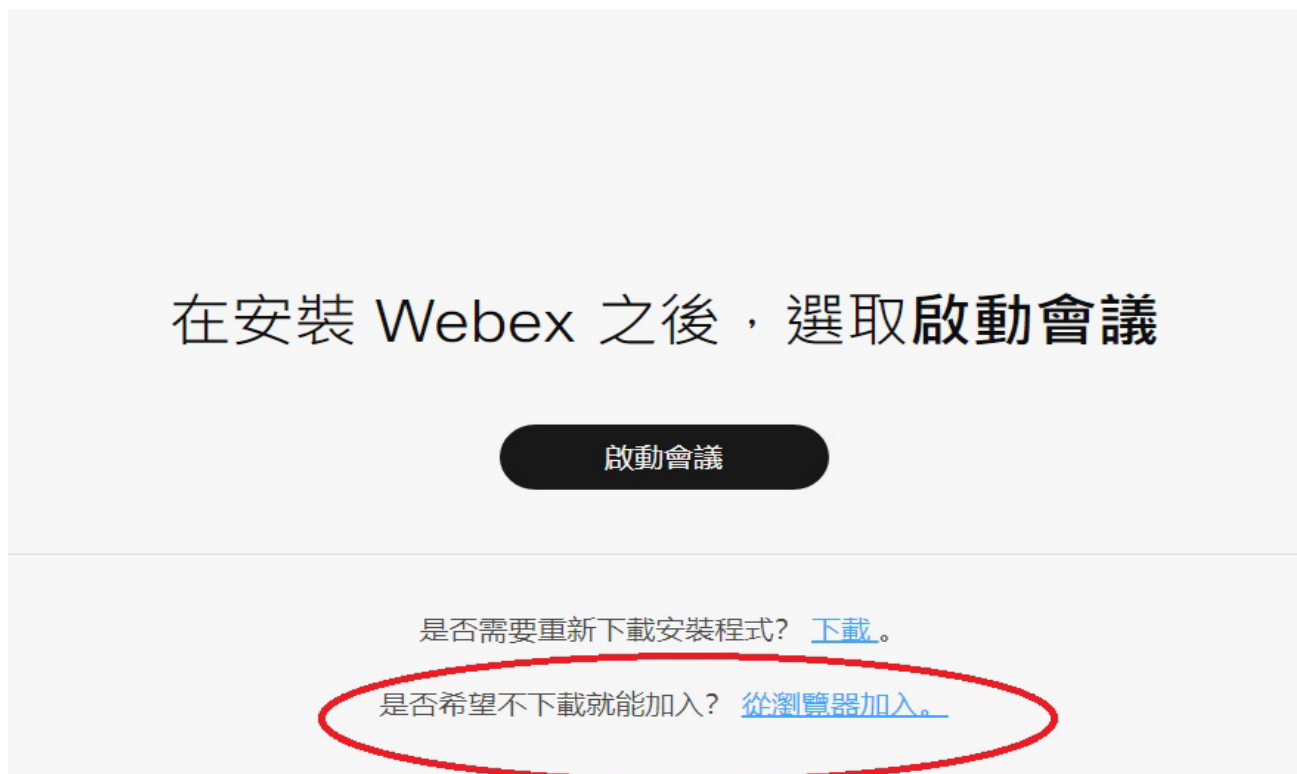 在安裝 Webex 之後，選取啟動會議
啟動會議
是否需要重新下載安裝程式? 下載 。
是否希望不下載就能加入? 從瀏覽器加入。